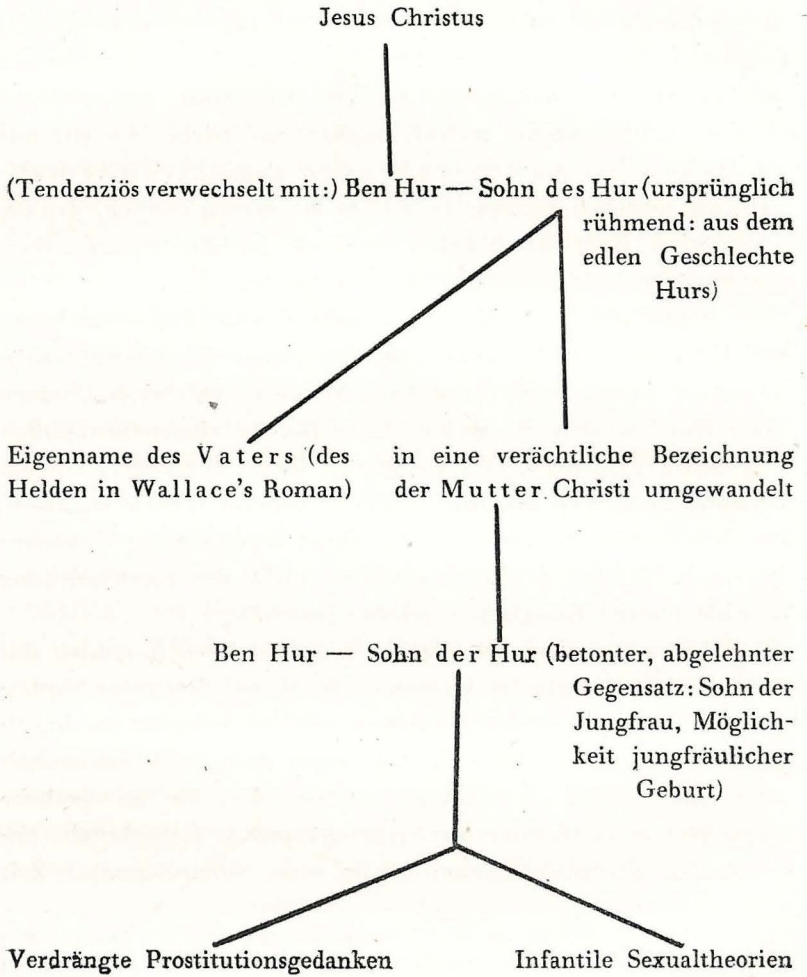 Jesus Christus
(Tendenziös verwechselt mit:) Ben Hur — Sohn des Hur (ursprünglich
rühmend: aus dem
edlen Geschlechte
Hurs)
Eigenname des Vaters (des
Helden in Wallace's Roman)
in eine verächtliche Bezeichnung
der Mutter Christi umgewandelt
Ben Hur — Sohn der Hur (betonter, abgelehnter
Gegensatz: Sohn der
Jungfrau, Möglich-
keit jungfräulicher
Geburt)
Verdrängte Prostitutionsgedanken
Infantile Sexualtheorien